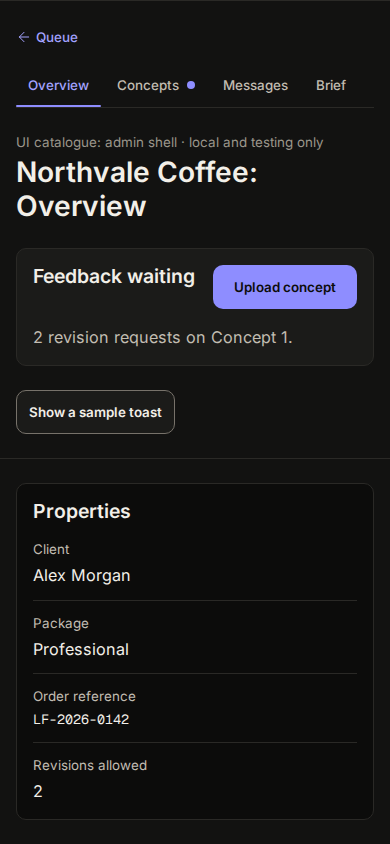 ← Queue
Overview Concepts Messages Brief
UI catalogue: admin shell · local and testing only
Northvale Coffee:
Overview
Feedback waiting
Upload concept
2 revision requests on Concept 1.
Show a sample toast
Properties
Client
Alex Morgan
Package
Professional
Order reference
LF-2026-0142
Revisions allowed
2